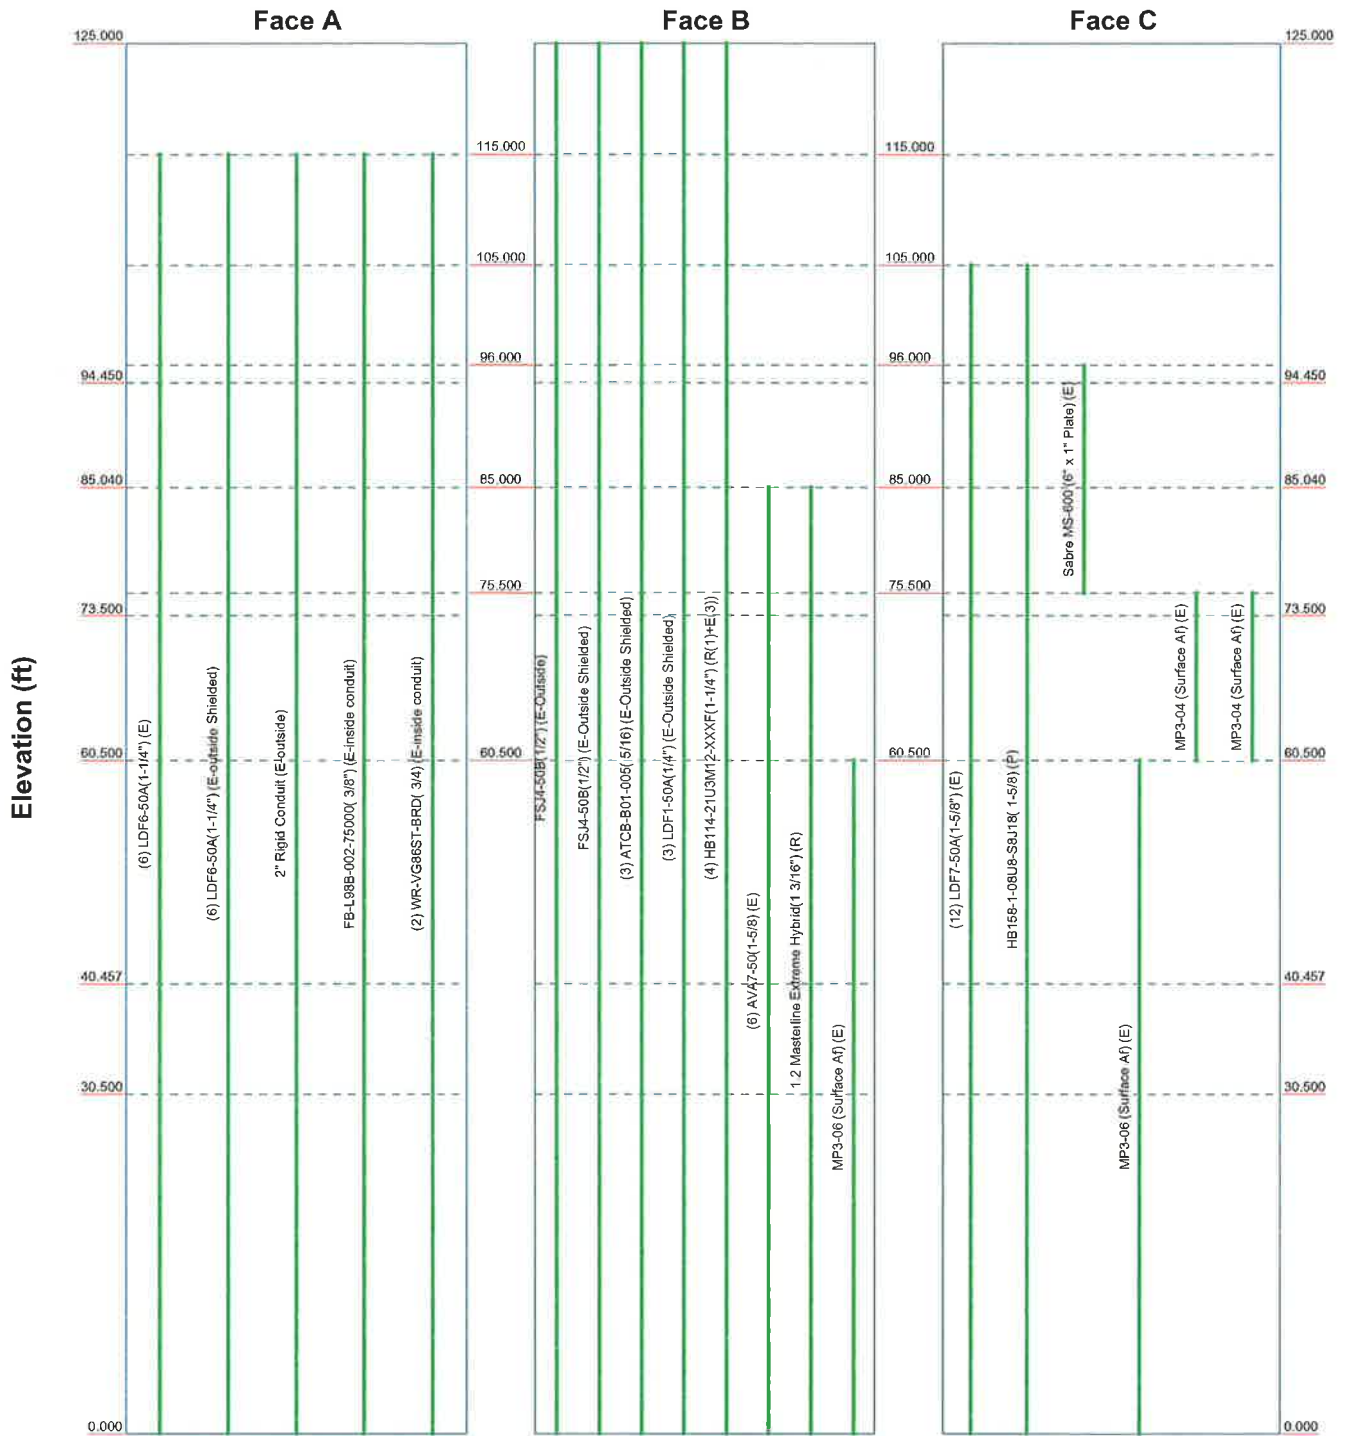 Face A
Face B
Face C
125.000
125.000
115.000
115.000
105.000
105.000
96.000
96.000
94.450
94.450
85.040
85.000
85.000
85.040
75.500
75.500
73.500
73.500
60.500
60.500
60.500
60.500
40.457
40.457
30.500
30.500
0.000
0.000
Elevation (ft)
(6) LDF6-50A(1-1/4") (E)
(6) LDF6-50A(1-1/4") (E-outside Shielded)
2" Rigid Conduit (E-outside)
FB-L98B-002-75000( 3/8") (E-inside conduit)
(2) WR-VG86ST-BRD( 3/4) (E-inside conduit)
FSJ4-50B(1/2") (E-Outside)
FSJ4-50B(1/2") (E-Outside Shielded)
(3) ATCB-B01-005( 5/16) (E-Outside Shielded)
(3) LDF1-50A(1/4") (E-Outside Shielded)
(4) HB114-21U3M12-XXXF(1-1/4") (R(1)+E(3))
(6) AVA7-50(1-5/8) (E)
1.2 Masterline Extreme Hybrid(1 3/16") (R)
MP3-06 (Surface Af) (E)
(12) LDF7-50A(1-5/8") (E)
HB158-1-08U8-S8J18( 1-5/8) (P)
Sabre MS-600 (6" x 1" Plate) (E)
MP3-06 (Surface Af) (E)
MP3-04 (Surface Af) (E)
MP3-04 (Surface Af) (E)